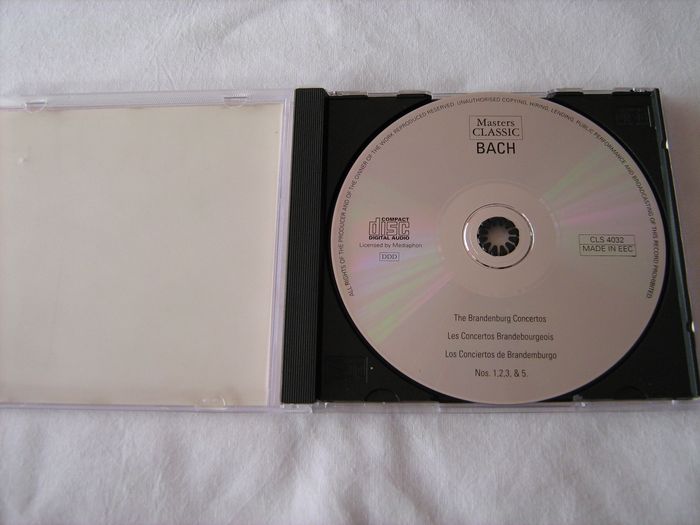 ALL RIGHTS OF THE PRODUCER AND OF THE OWNER OF THE WORK REPRODUCED RESERVED. UNAUTHORISED COPYING, HIRING, LENDING, PUBLIC PERFORMANCE AND BROADCASTING OF THE RECORD PROHIBITED
Masters
CLASSIC
BACH
COMPACT
disc
DIGITAL AUDIO
Licensed by Mediaphon
DDD
CLS 4032
MADE IN EEC
The Brandenburg Concertos
Les Concertos Brandebourgeois
Los Conciertos de Brandemburgo
Nos. 1,2,3, & 5.